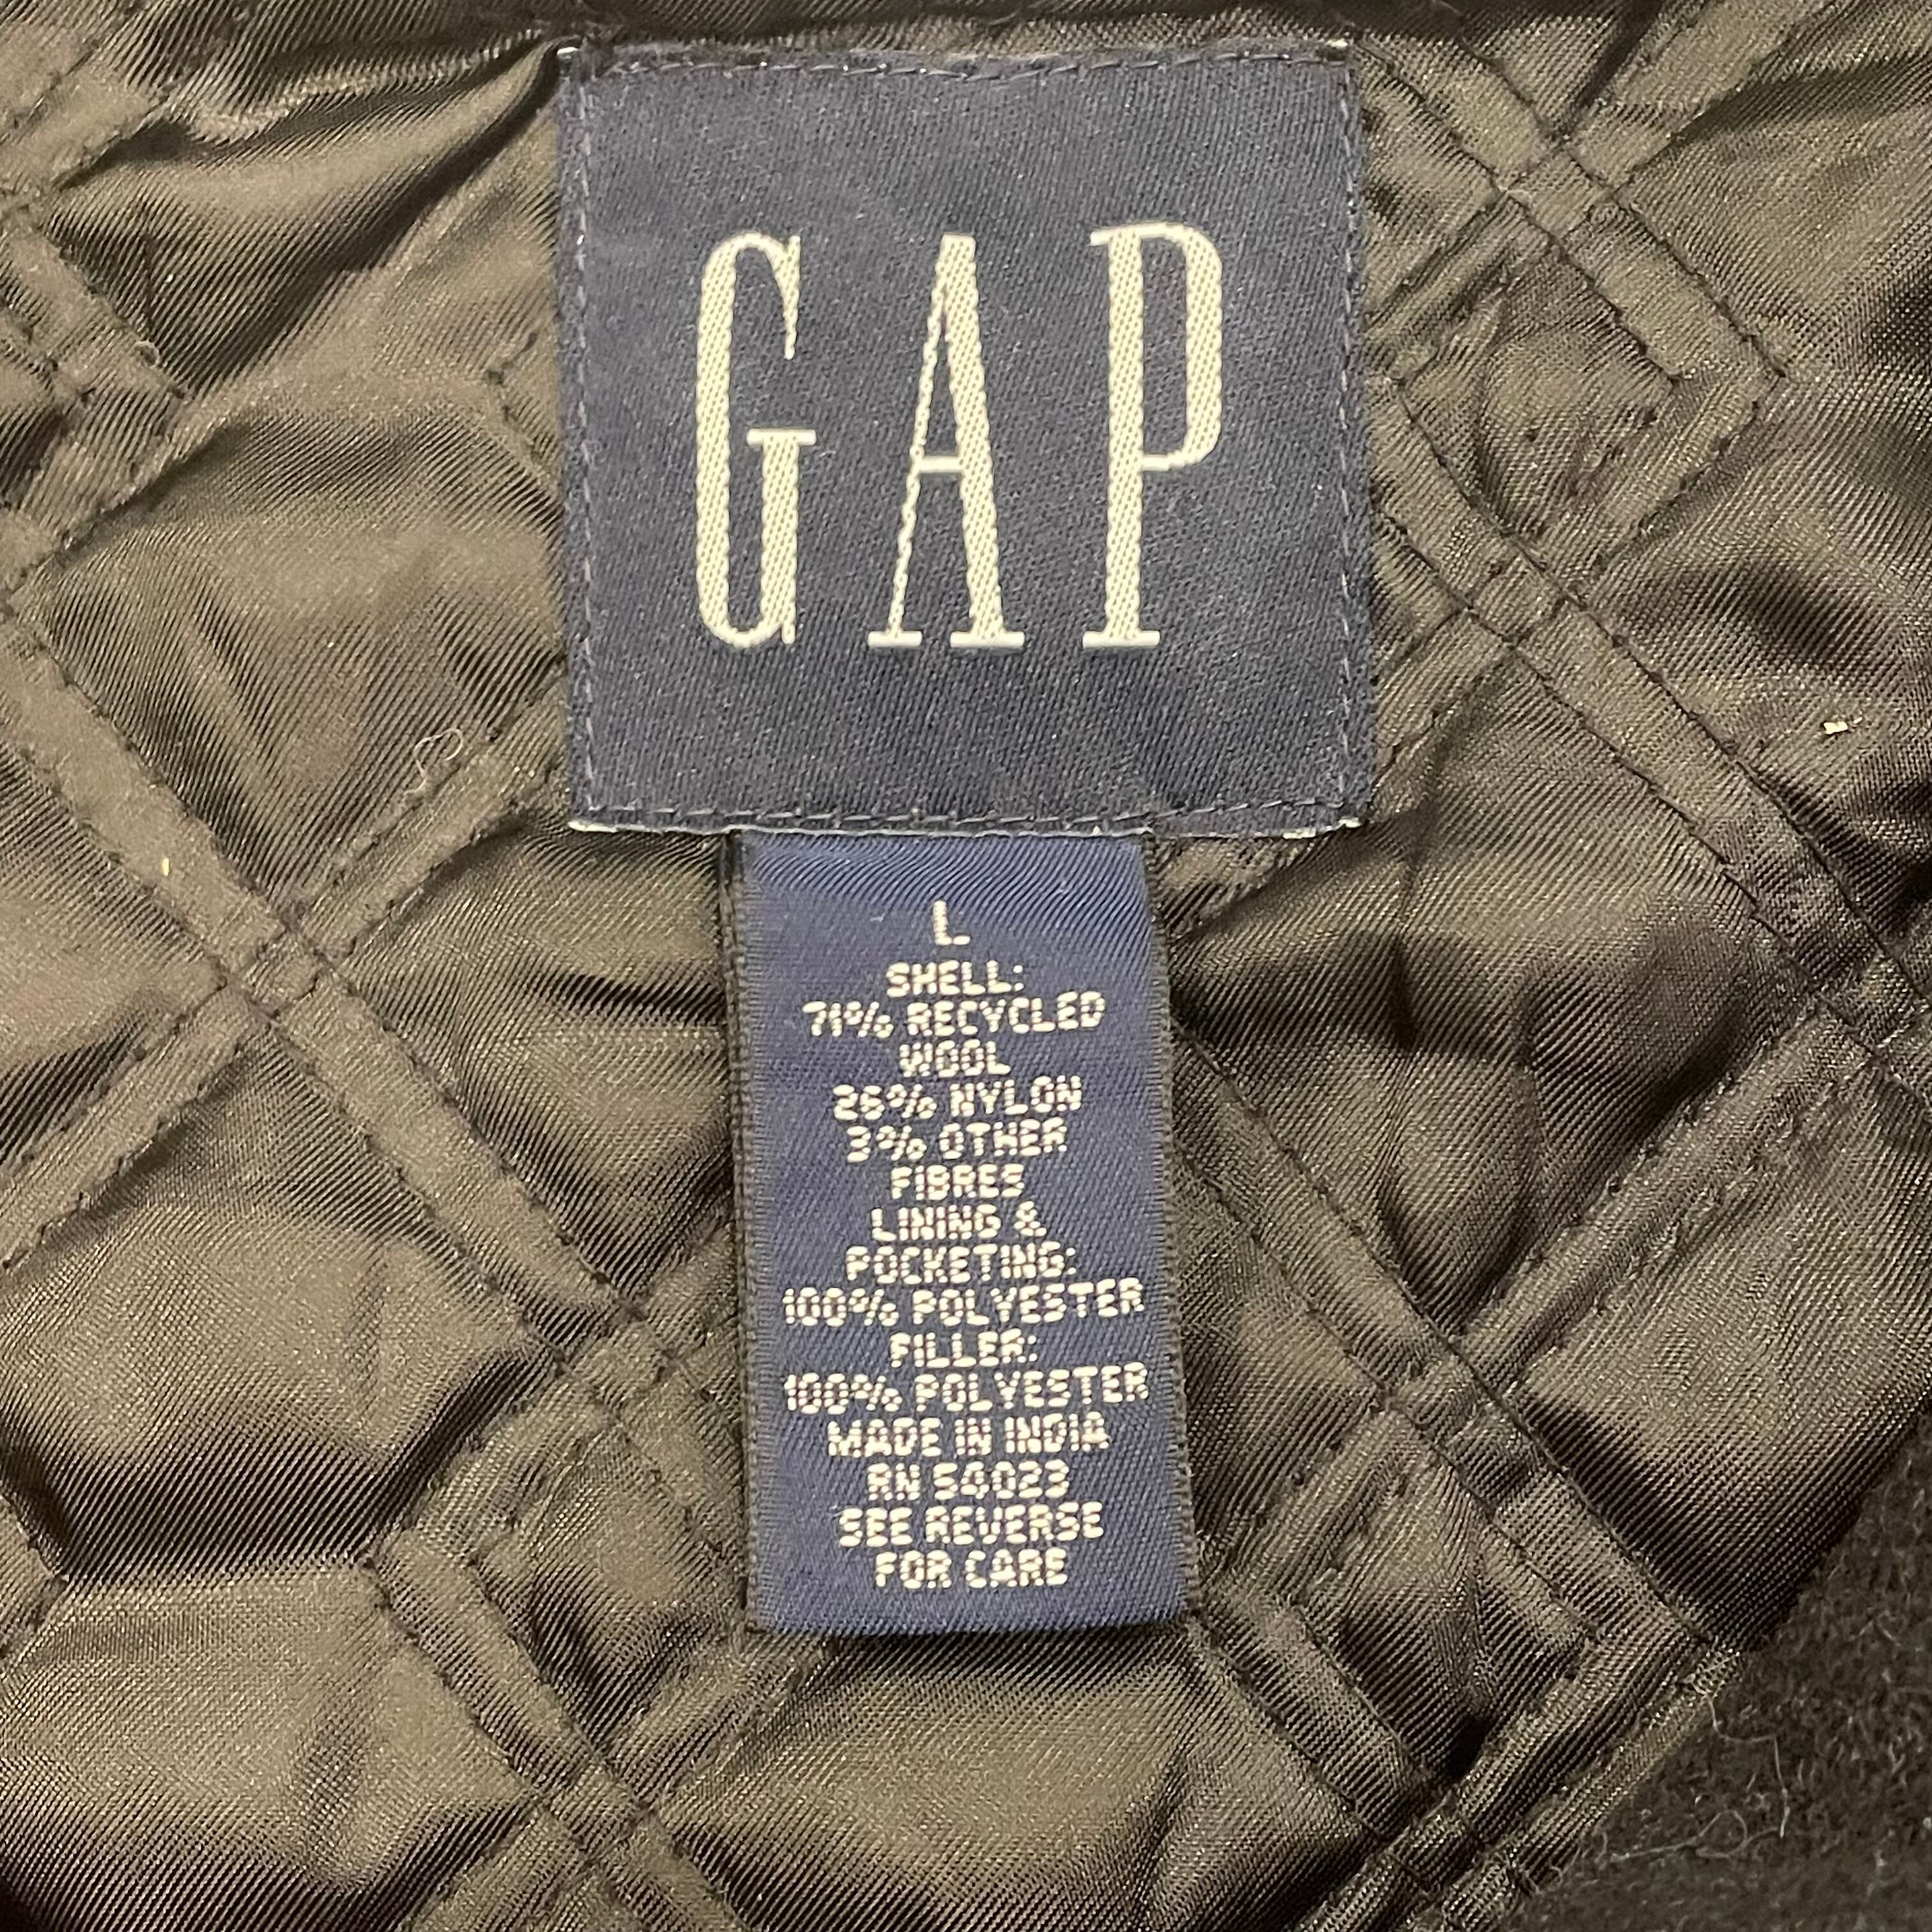 GAP
L
SHELL:
71% RECYCLED
WOOL
26% NYLON
3% OTHER
FIBRES
LINING &
POCKETING:
100% POLYESTER
FILLER:
100% POLYESTER
MADE IN INDIA
RN 54023
SEE REVERSE
FOR CARE